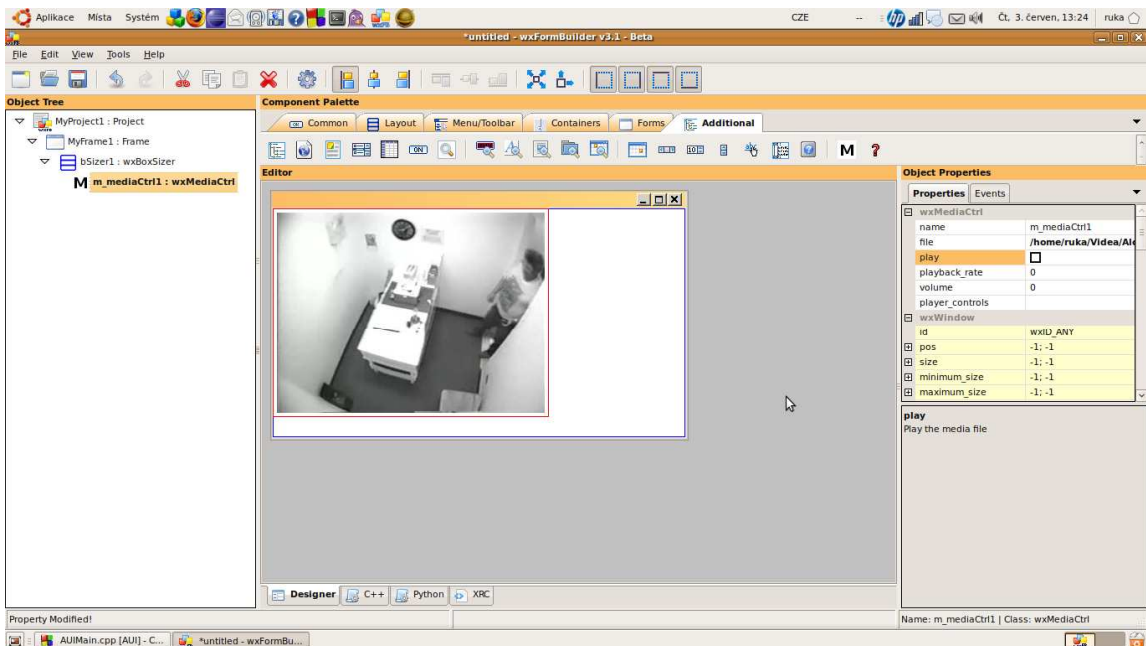 Aplikace Místa Systém CZE -- Čt, 3. červen, 13:24 ruka
*untitled - wxFormBuilder v3.1 - Beta
File Edit View Tools Help
Object Tree
MyProject1 : Project
MyFrame1 : Frame
bSizer1 : wxBoxSizer
M m_mediaCtrl1 : wxMediaCtrl
Component Palette
Common Layout Menu/Toolbar Containers Forms Additional
M ?
Editor
Designer C++ Python XRC
Object Properties
Properties Events
wxMediaCtrl
name m_mediaCtrl1
file /home/ruka/Videa/Al
play
playback_rate 0
volume 0
player_controls
wxWindow
id wxID_ANY
pos -1; -1
size -1; -1
minimum_size -1; -1
maximum_size -1; -1
play
Play the media file
Property Modified! Name: m_mediaCtrl1 | Class: wxMediaCtrl
AUIMain.cpp [AUI] - C... *untitled - wxFormBu...